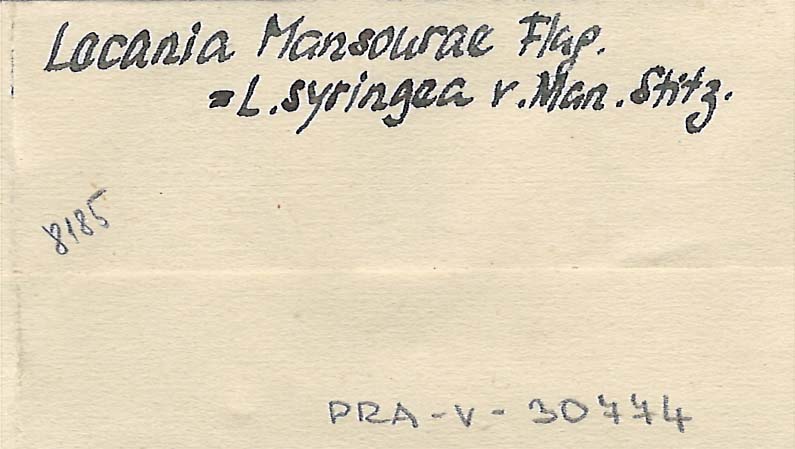 Lecania Mansourae Flag.
= L. syringea v. Man. Stitz.
8185
PRA-V-30774